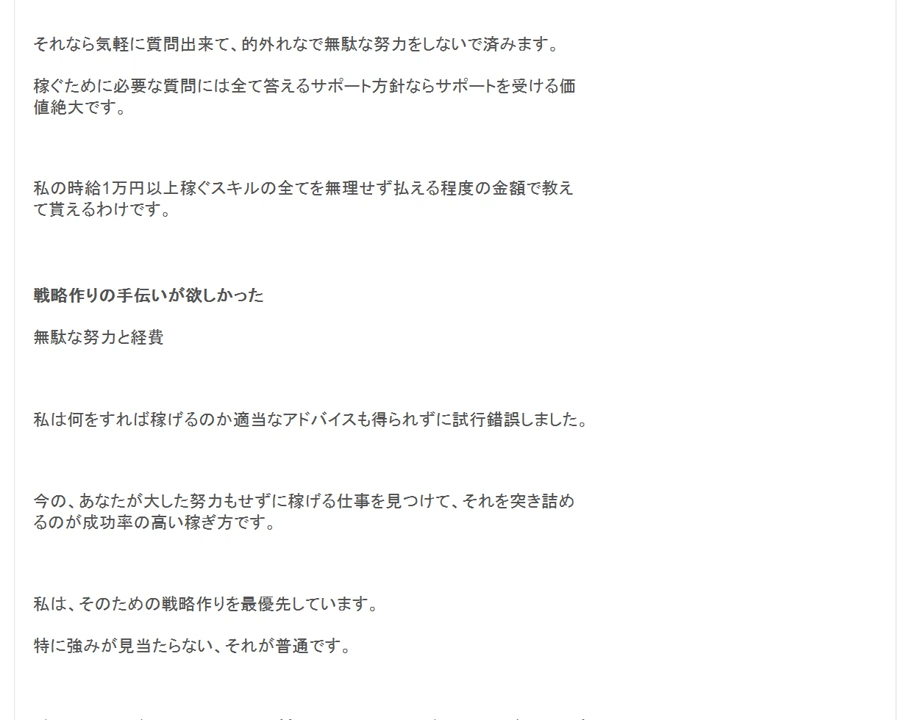 それなら気軽に質問出来て、的外れなで無駄な努力をしないで済みます。
稼ぐために必要な質問には全て答えるサポート方針ならサポートを受ける価
値絶大です。
私の時給1万円以上稼ぐスキルの全てを無理せず払える程度の金額で教え
て貰えるわけです。
戦略作りの手伝いが欲しかった
無駄な努力と経費
私は何をすれば稼げるのか適当なアドバイスも得られずに試行錯誤しました。
今の、あなたが大した努力もせずに稼げる仕事を見つけて、それを突き詰め
るのが成功率の高い稼ぎ方です。
私は、そのための戦略作りを最優先しています。
特に強みが見当たらない、それが普通です。